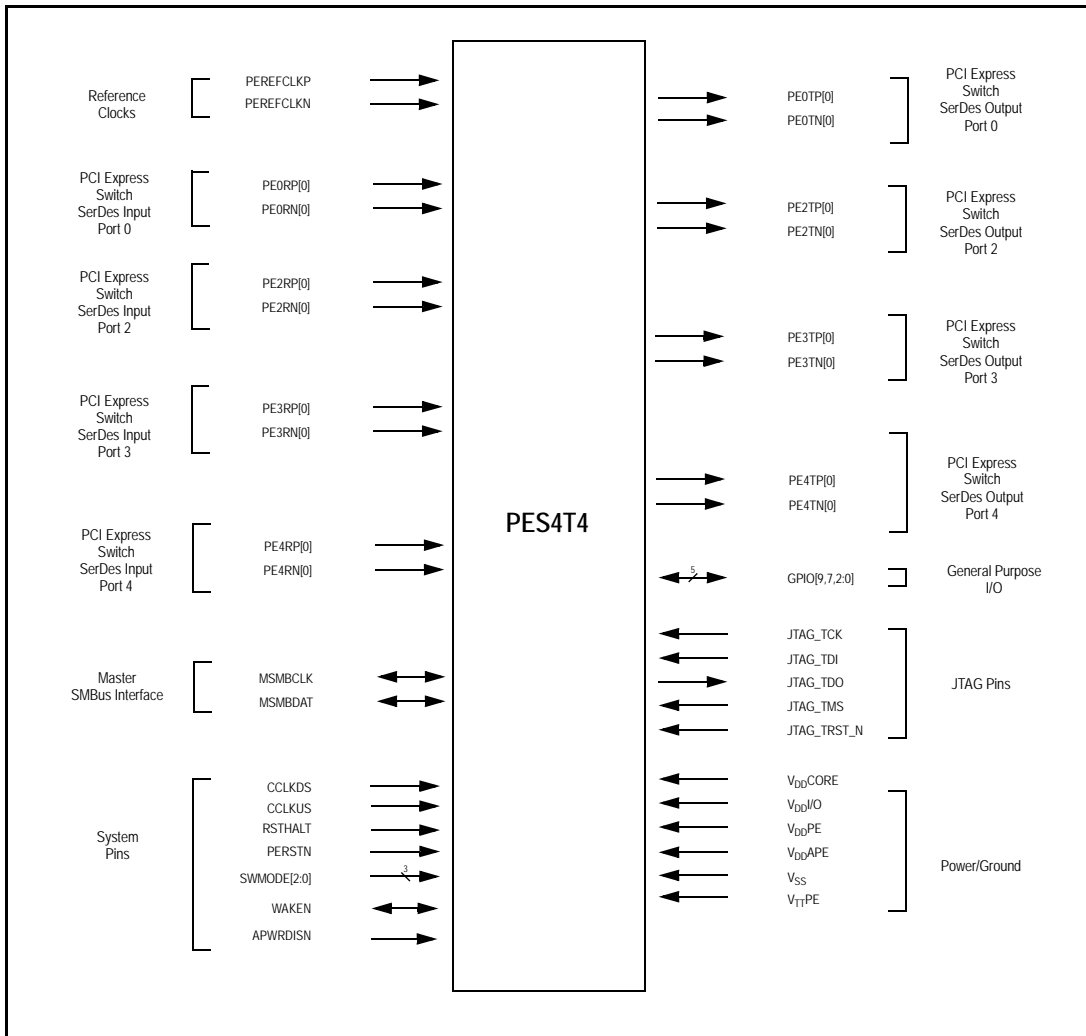 Reference
Clocks
PEREFCLKP
PEREFCLKN
PCI Express
Switch
SerDes Input
Port 0
PE0RP[0]
PE0RN[0]
PCI Express
Switch
SerDes Input
Port 2
PE2RP[0]
PE2RN[0]
PCI Express
Switch
SerDes Input
Port 3
PE3RP[0]
PE3RN[0]
PCI Express
Switch
SerDes Input
Port 4
PE4RP[0]
PE4RN[0]
Master
SMBus Interface
MSMBCLK
MSMBDAT
System
Pins
CCLKDS
CCLKUS
RSTHALT
PERSTN
SWMODE[2:0]
3
WAKEN
APWRDISN
PES4T4
PE0TP[0]
PE0TN[0]
PCI Express
Switch
SerDes Output
Port 0
PE2TP[0]
PE2TN[0]
PCI Express
Switch
SerDes Output
Port 2
PE3TP[0]
PE3TN[0]
PCI Express
Switch
SerDes Output
Port 3
PE4TP[0]
PE4TN[0]
PCI Express
Switch
SerDes Output
Port 4
5
GPIO[9,7,2:0]
General Purpose
I/O
JTAG_TCK
JTAG_TDI
JTAG_TDO
JTAG_TMS
JTAG_TRST_N
JTAG Pins
VDDCORE
VDDI/O
VDDPE
VDDAPE
VSS
VTTPE
Power/Ground